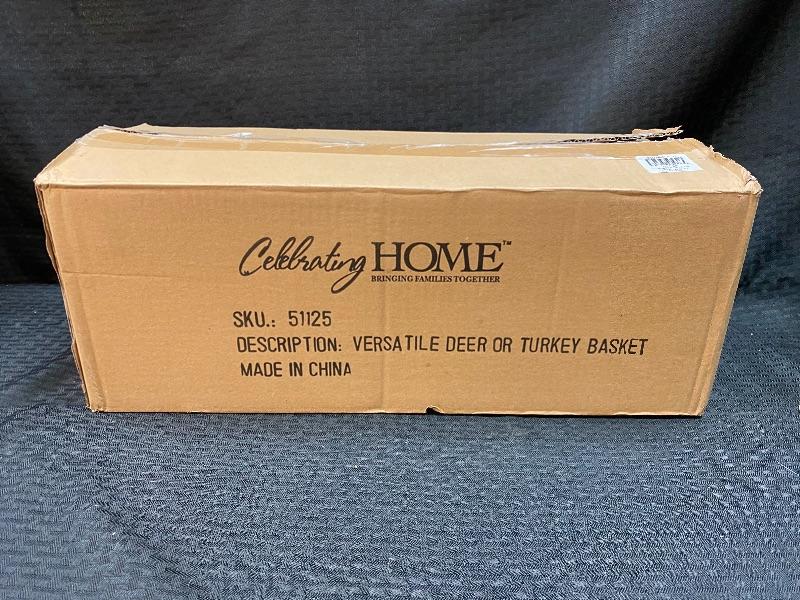 Celebrating HOME™
BRINGING FAMILIES TOGETHER
SKU.: 51125
DESCRIPTION: VERSATILE DEER OR TURKEY BASKET
MADE IN CHINA